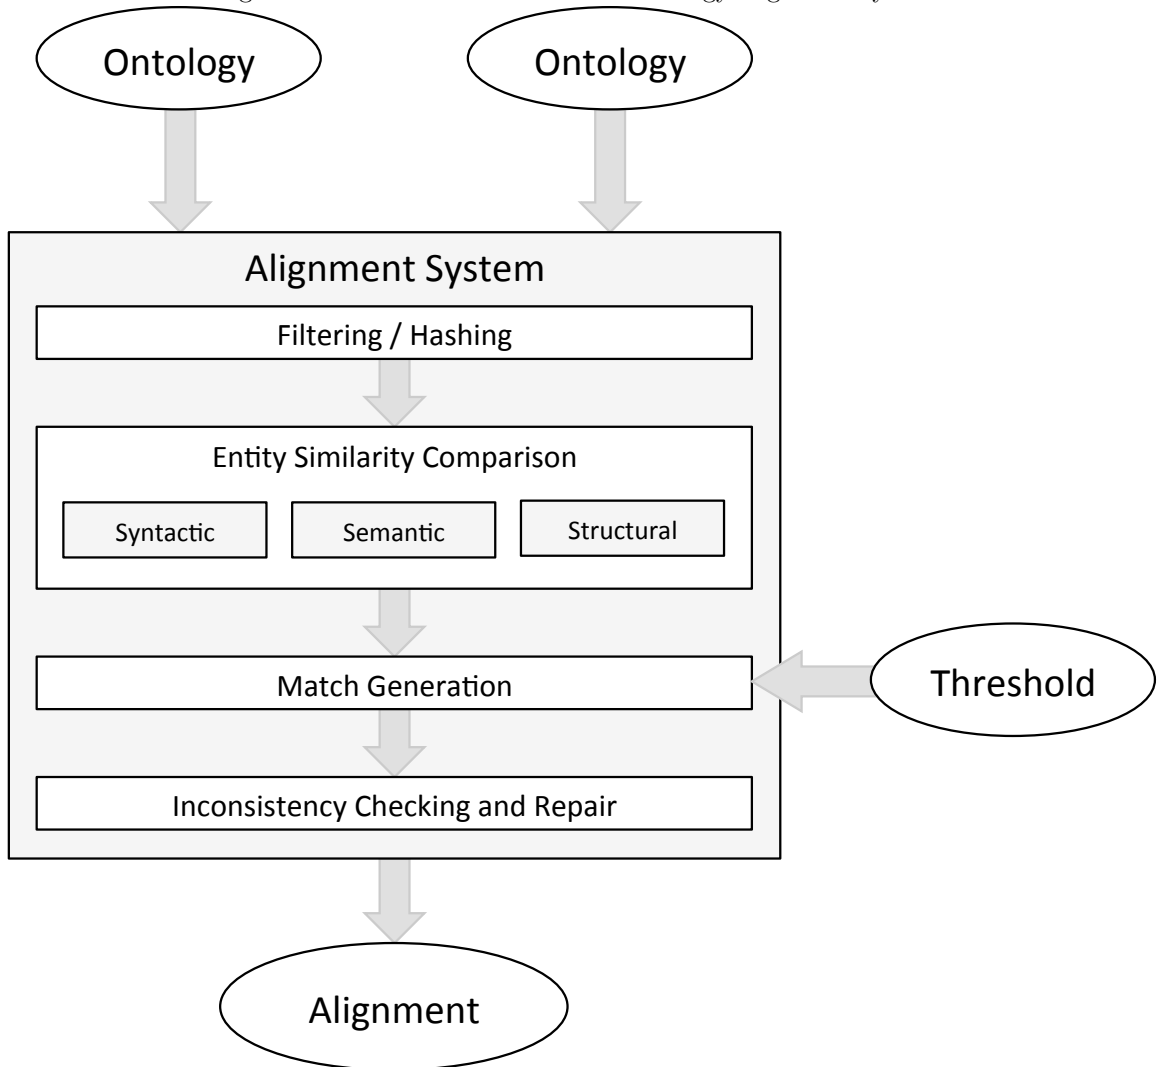 Ontology
Ontology
Alignment System
Filtering / Hashing
Entity Similarity Comparison
Syntactic
Semantic
Structural
Match Generation
Threshold
Inconsistency Checking and Repair
Alignment